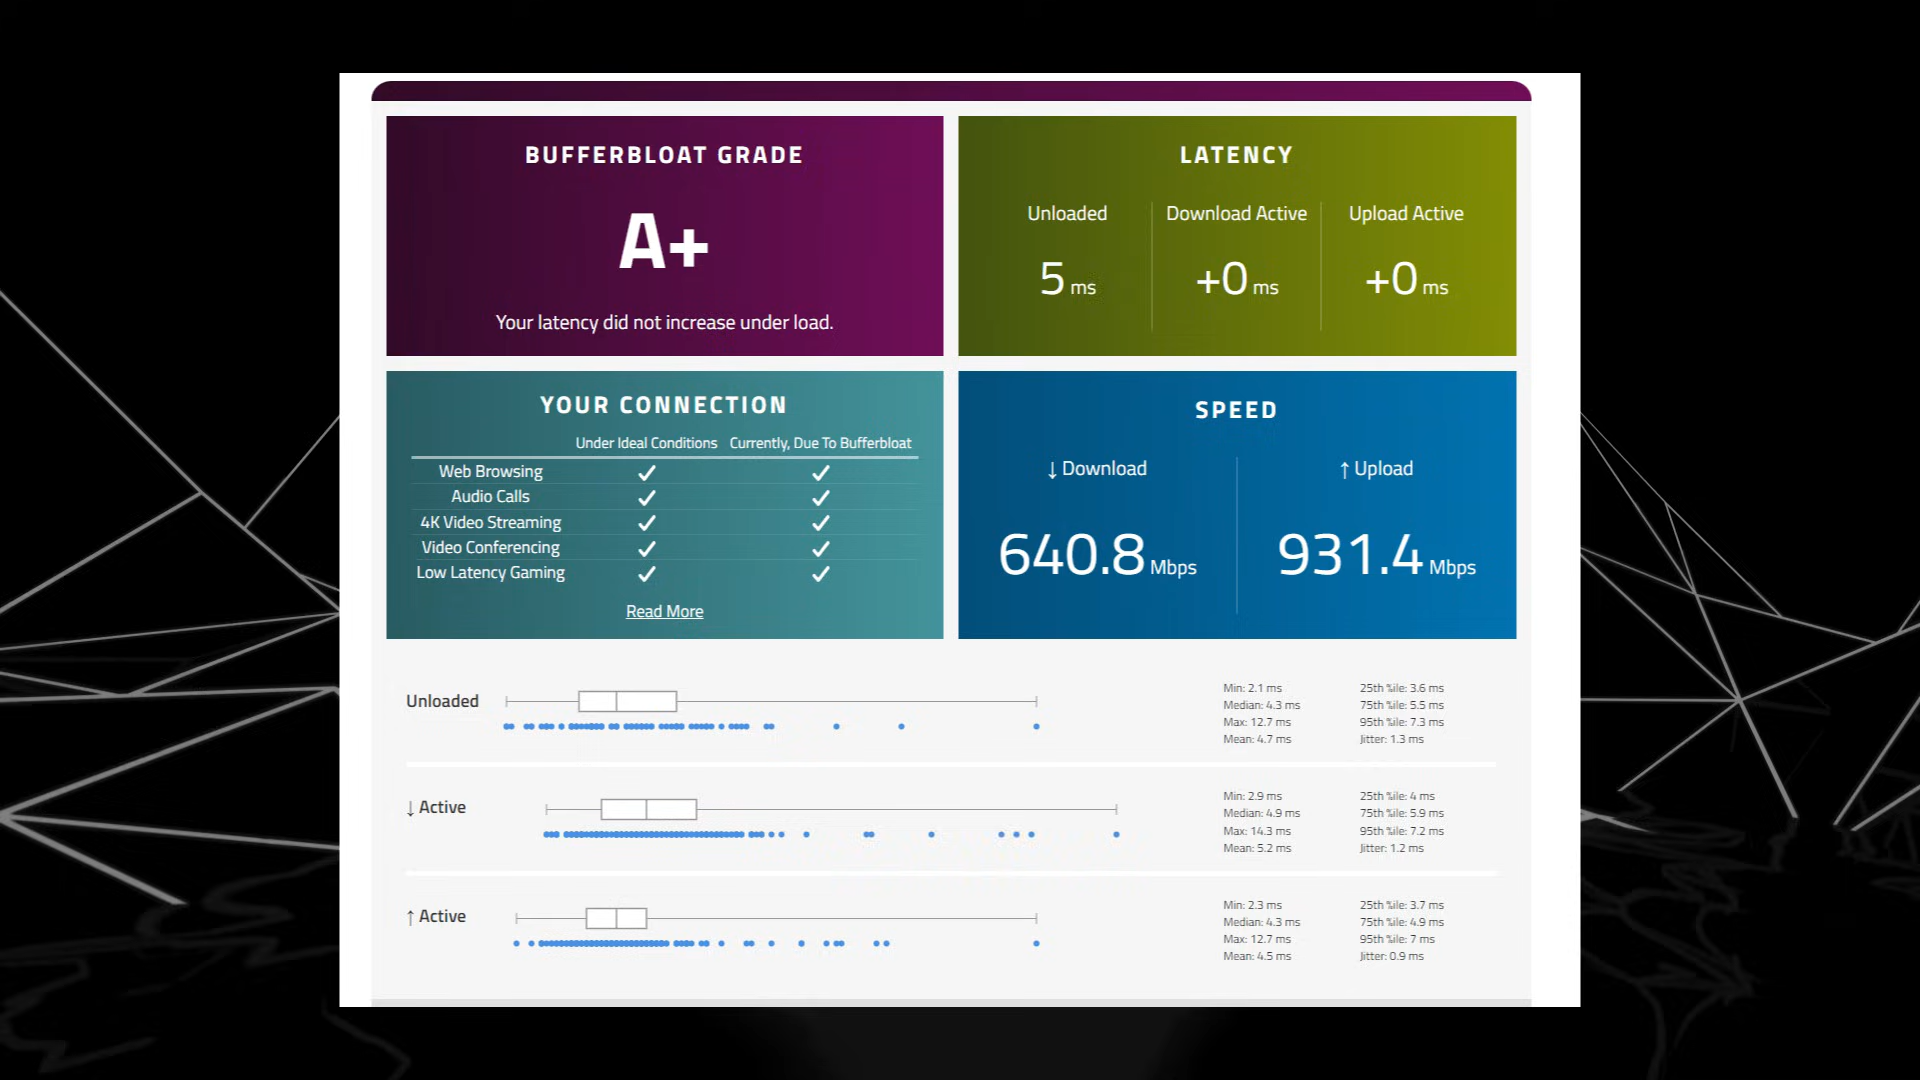 BUFFERBLOAT GRADE
A+
Your latency did not increase under load.
LATENCY
Unloaded Download Active Upload Active
5 ms +0 ms +0 ms
YOUR CONNECTION
Under Ideal Conditions Currently, Due To Bufferbloat
Web Browsing
Audio Calls
4K Video Streaming
Video Conferencing
Low Latency Gaming
Read More
SPEED
↓ Download ↑ Upload
640.8 Mbps 931.4 Mbps
Unloaded
Min: 2.1 ms 25th %ile: 3.6 ms
Median: 4.3 ms 75th %ile: 5.5 ms
Max: 12.7 ms 95th %ile: 7.3 ms
Mean: 4.7 ms Jitter: 1.3 ms
↓ Active
Min: 2.9 ms 25th %ile: 4 ms
Median: 4.9 ms 75th %ile: 5.9 ms
Max: 14.3 ms 95th %ile: 7.2 ms
Mean: 5.2 ms Jitter: 1.2 ms
↑ Active
Min: 2.3 ms 25th %ile: 3.7 ms
Median: 4.3 ms 75th %ile: 4.9 ms
Max: 12.7 ms 95th %ile: 7 ms
Mean: 4.5 ms Jitter: 0.9 ms